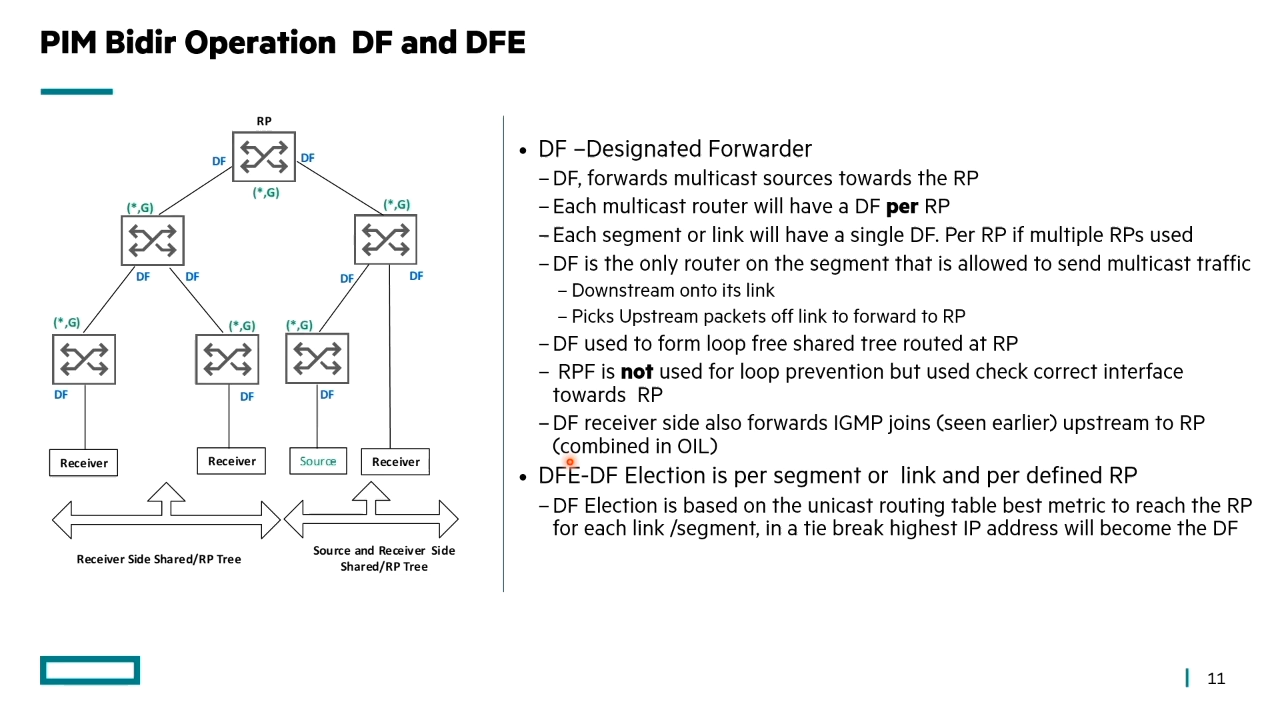 PIM Bidir Operation  DF and DFE
RP
DF
DF
(*,G)
(*,G)
(*,G)
DF
DF
DF
DF
(*,G)
(*,G)
(*,G)
DF
DF
DF
Receiver
Receiver
Source
Receiver
Receiver Side Shared/RP Tree
Source and Receiver Side
Shared/RP Tree
• DF –Designated Forwarder
– DF, forwards multicast sources towards the RP
– Each multicast router will have a DF per RP
– Each segment or link will have a single DF. Per RP if multiple RPs used
– DF is the only router on the segment that is allowed to send multicast traffic
– Downstream onto its link
– Picks Upstream packets off link to forward to RP
– DF used to form loop free shared tree routed at RP
– RPF is not used for loop prevention but used check correct interface
towards  RP
– DF receiver side also forwards IGMP joins (seen earlier) upstream to RP
(combined in OIL)
• DFE-DF Election is per segment or  link and per defined RP
– DF Election is based on the unicast routing table best metric to reach the RP
for each link /segment, in a tie break highest IP address will become the DF
11